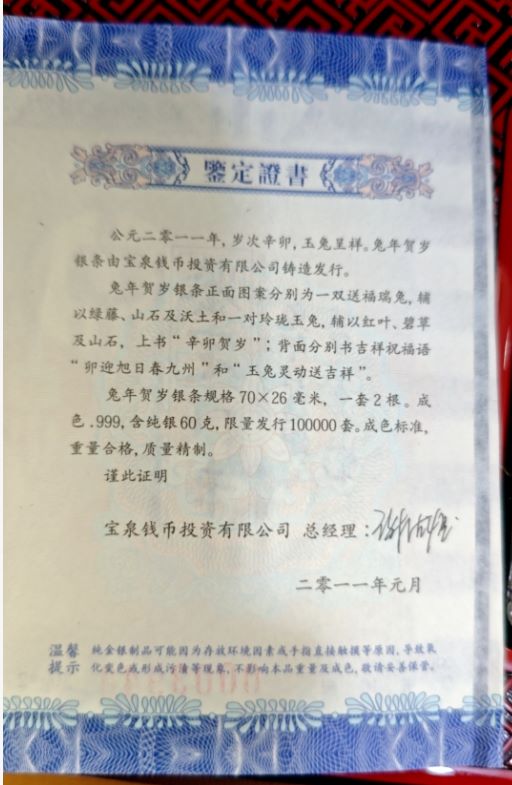 鑒定證書
公元二零一一年,岁次辛卯,玉兔呈祥。兔年贺岁
银条由宝泉钱币投资有限公司铸造发行。
兔年贺岁银条正面图案分别为一双送福瑞兔,辅
以绿藤、山石及沃土和一对玲珑玉兔,辅以红叶、碧草
及山石,上书“辛卯贺岁”;背面分别书吉祥祝福语
“卯迎旭日春九州”和“玉兔灵动送吉祥”。
兔年贺岁银条规格70×26毫米,一套2根。成
色.999,含纯银60克,限量发行100000套。成色标准,
重量合格,质量精制。
谨此证明
宝泉钱币投资有限公司 总经理:
二零一一年元月
温馨 纯金银制品可能因为存放环境因素或手指直接触摸等原因,导致氧
提示 化变色或形成污渍等现象,不影响本品重量及成色,敬请妥善保管。